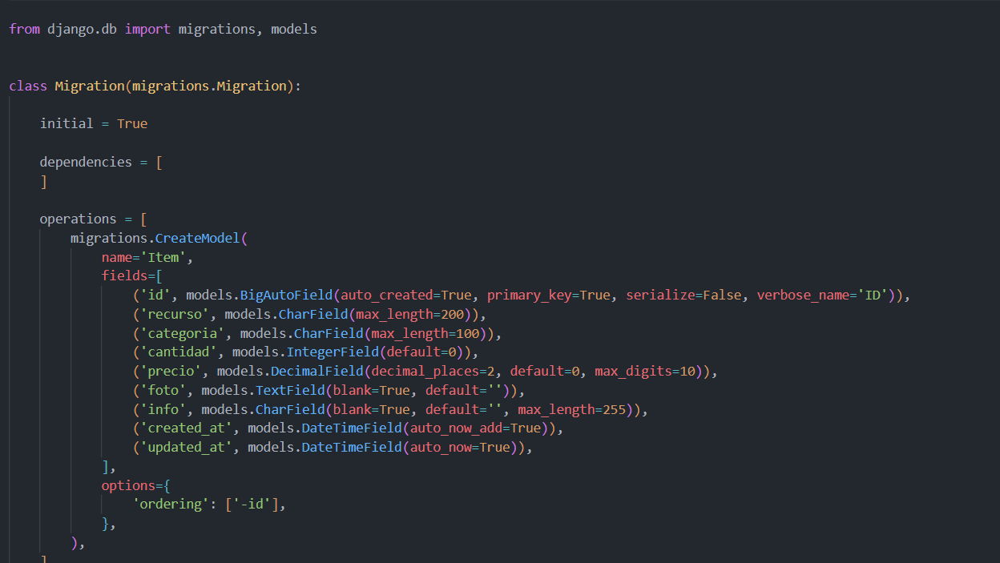 from django.db import migrations, models
class Migration(migrations.Migration):
initial = True
dependencies = [
]
operations = [
migrations.CreateModel(
name='Item',
fields=[
('id', models.BigAutoField(auto_created=True, primary_key=True, serialize=False, verbose_name='ID')),
('recurso', models.CharField(max_length=200)),
('categoria', models.CharField(max_length=100)),
('cantidad', models.IntegerField(default=0)),
('precio', models.DecimalField(decimal_places=2, default=0, max_digits=10)),
('foto', models.TextField(blank=True, default='')),
('info', models.CharField(blank=True, default='', max_length=255)),
('created_at', models.DateTimeField(auto_now_add=True)),
('updated_at', models.DateTimeField(auto_now=True)),
],
options={
'ordering': ['-id'],
},
),
]